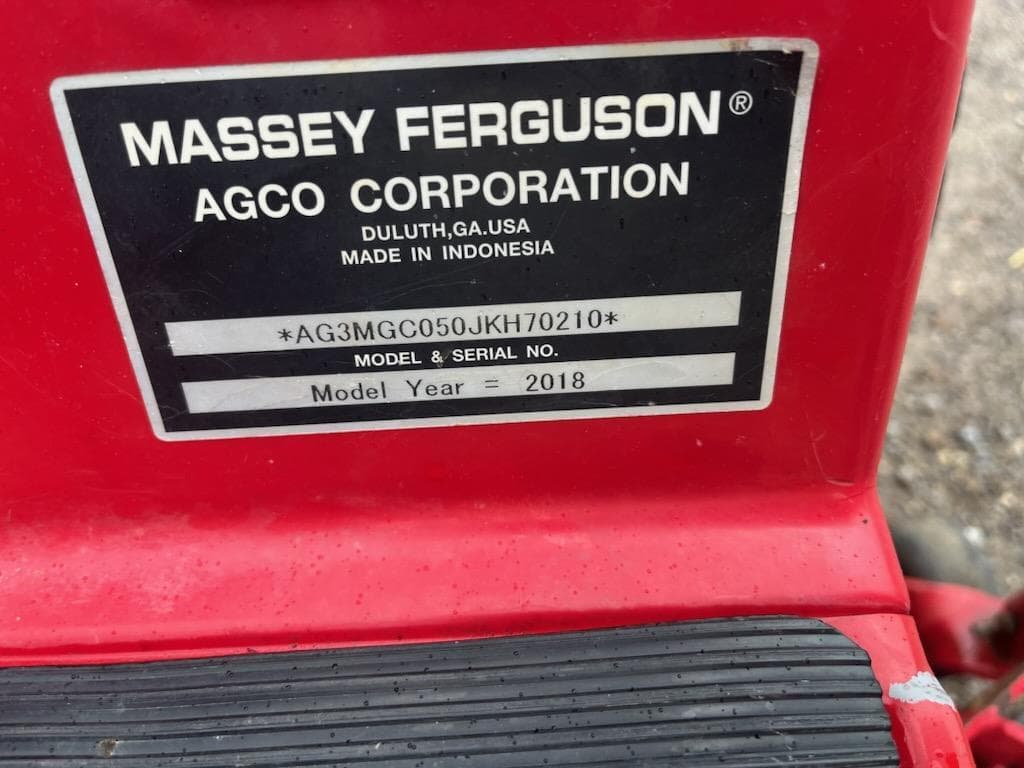 MASSEY FERGUSON®
AGCO CORPORATION
DULUTH,GA.USA
MADE IN INDONESIA
*AG3MGC050JKH70210*
MODEL & SERIAL NO.
Model Year = 2018